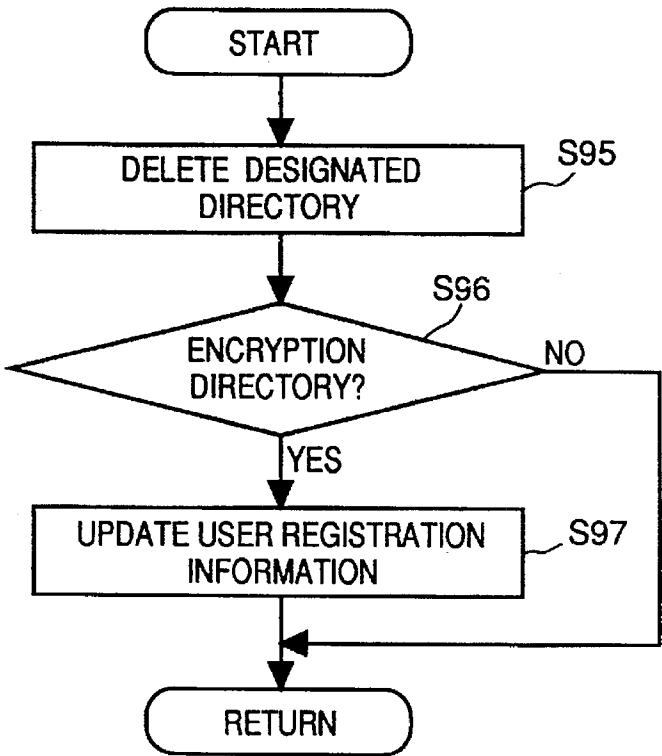 START
DELETE DESIGNATED
DIRECTORY
S95
S96
ENCRYPTION
DIRECTORY?
NO
YES
UPDATE USER REGISTRATION
INFORMATION
S97
RETURN